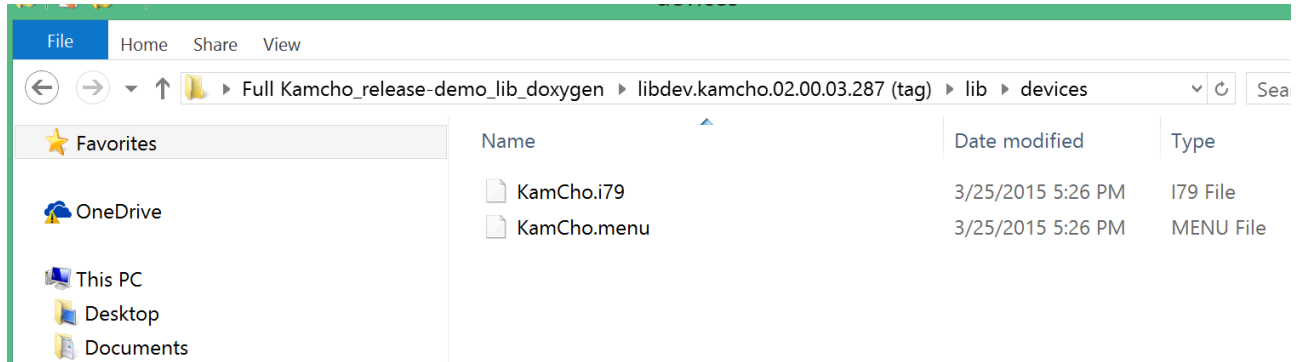 devices
File Home Share View
Full Kamcho_release-demo_lib_doxygen libdev.kamcho.02.00.03.287 (tag) lib devices Sea
Favorites
Name Date modified Type
KamCho.i79 3/25/2015 5:26 PM I79 File
OneDrive
KamCho.menu 3/25/2015 5:26 PM MENU File
This PC
Desktop
Documents